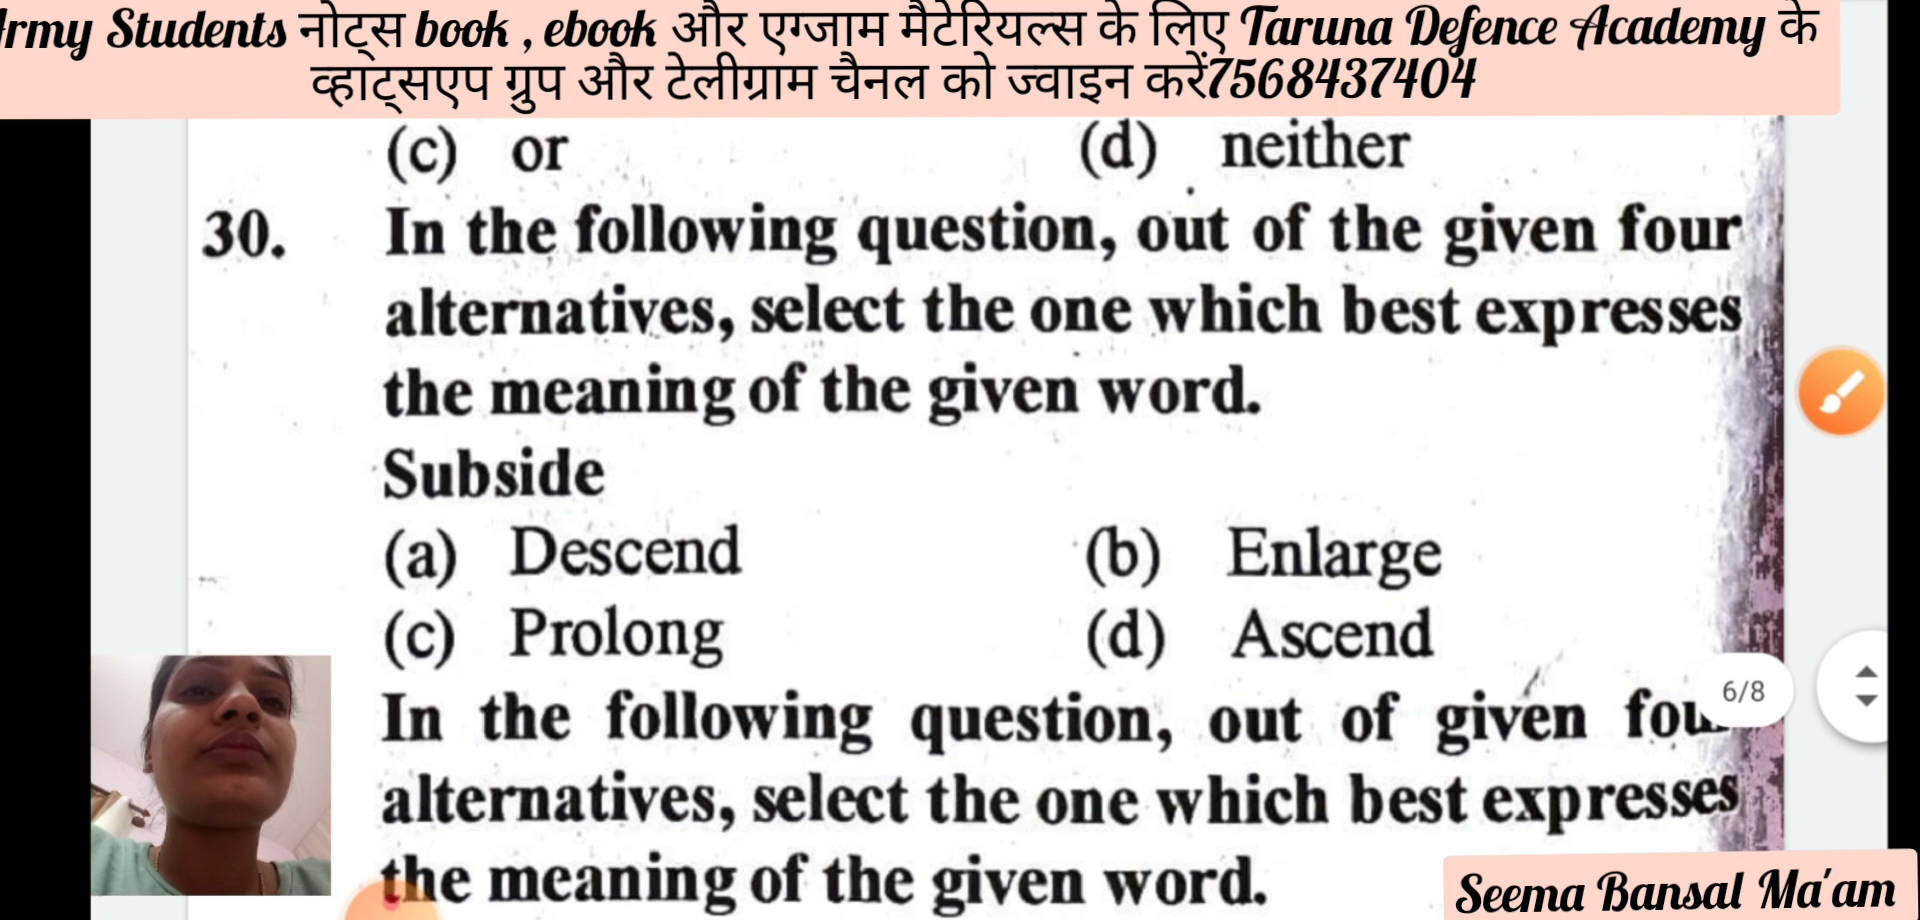 Students नोट्स book , ebook और एग्जाम मैटेरियल्स के लिए Taruna Defence Academy के
व्हाट्सएप ग्रुप और टेलीग्राम चैनल को ज्वाइन करें7568437404
(c) or (d) neither
30. In the following question, out of the given four
alternatives, select the one which best expresses
the meaning of the given word.
Subside
(a) Descend (b) Enlarge
(c) Prolong (d) Ascend
In the following question, out of given
6/8
alternatives, select the one which best expresses
the meaning of the given word.
Seema Bansal Ma'am